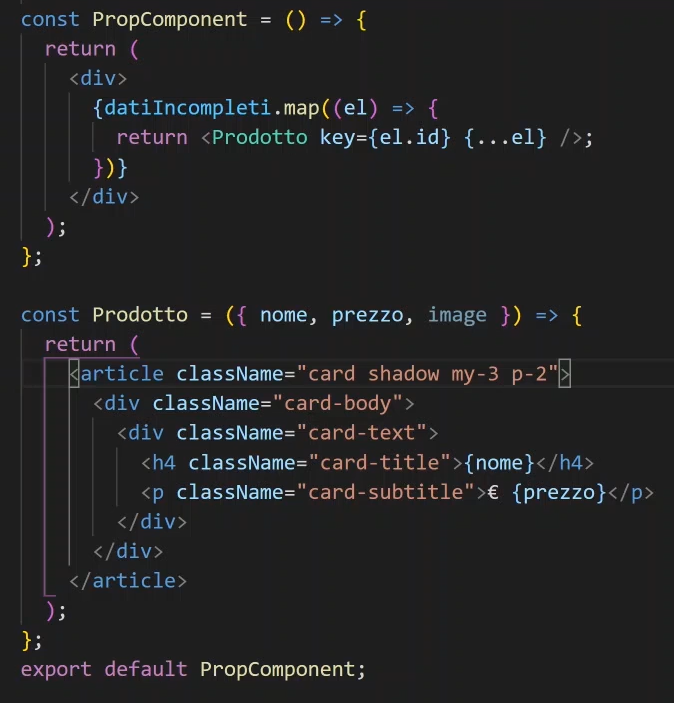 const PropComponent = () => {
  return (
    <div>
      {datiIncompleti.map((el) => {
        return <Prodotto key={el.id} {...el} />;
      })}
    </div>
  );
};

const Prodotto = ({ nome, prezzo, image }) => {
  return (
    <article className="card shadow my-3 p-2">
      <div className="card-body">
        <div className="card-text">
          <h4 className="card-title">{nome}</h4>
          <p className="card-subtitle">€ {prezzo}</p>
        </div>
      </div>
    </article>
  );
};
export default PropComponent;